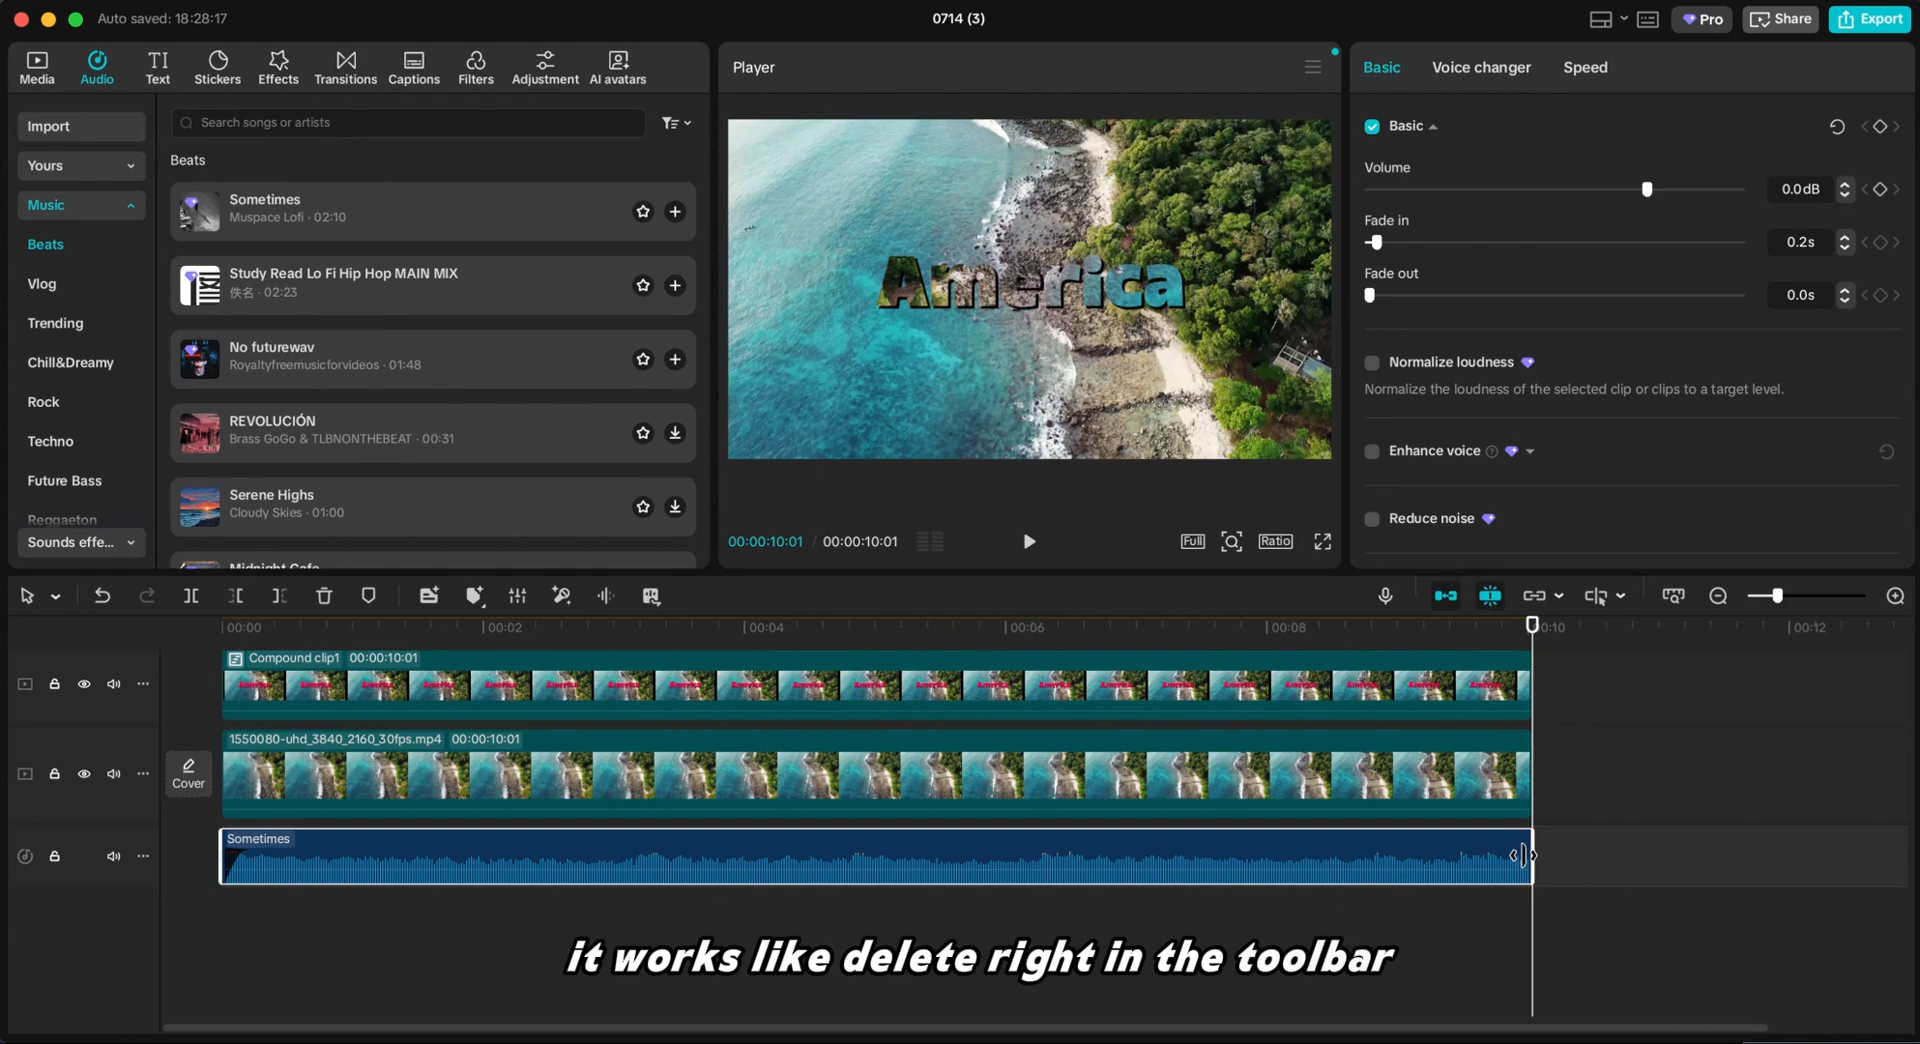 Auto saved: 18:28:17
0714 (3)
Pro
Share
Export
Media
Audio
Text
Stickers
Effects
Transitions
Captions
Filters
Adjustment
AI avatars
Import
Yours
Music
Beats
Vlog
Trending
Chill&Dreamy
Rock
Techno
Future Bass
Reggaeton
Sounds effe...
Search songs or artists
Beats
Sometimes
Muspace Lofi · 02:10
Study Read Lo Fi Hip Hop MAIN MIX
佚名 · 02:23
No futurewav
Royaltyfreemusicforvideos · 01:48
REVOLUCIÓN
Brass GoGo & TLBNONTHEBEAT · 00:31
Serene Highs
Cloudy Skies · 01:00
Midnight Cafe
Player
America
00:00:10:01 / 00:00:10:01
Full
Ratio
Basic
Voice changer
Speed
Basic
Volume
0.0dB
Fade in
0.2s
Fade out
0.0s
Normalize loudness
Normalize the loudness of the selected clip or clips to a target level.
Enhance voice
Reduce noise
00:00
00:02
00:04
00:06
00:08
00:10
00:12
Compound clip1 00:00:10:01
1550080-uhd_3840_2160_30fps.mp4 00:00:10:01
Cover
Sometimes
it works like delete right in the toolbar